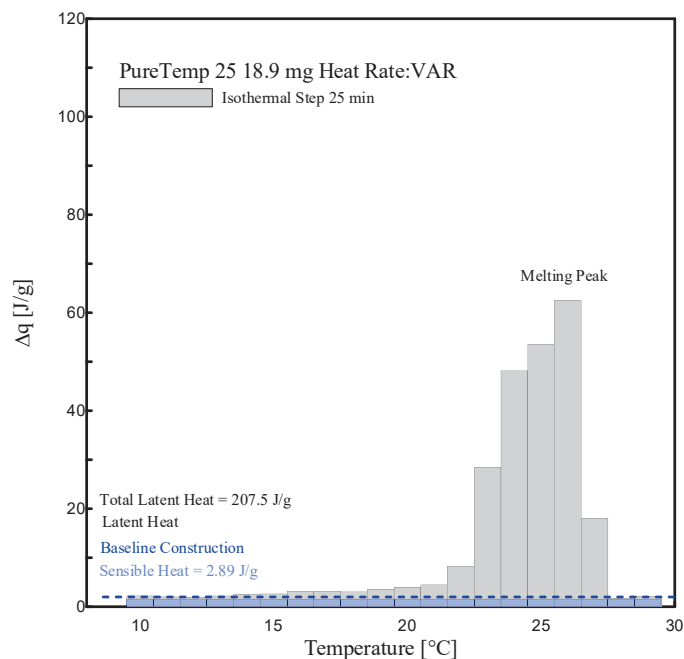 120
PureTemp 25 18.9 mg Heat Rate:VAR
Isothermal Step 25 min
100
80
Δq [J/g]
Melting Peak
60
40
Total Latent Heat = 207.5 J/g
20
Latent Heat
Baseline Construction
Sensible Heat = 2.89 J/g
0
10 15 20 25 30
Temperature [°C]